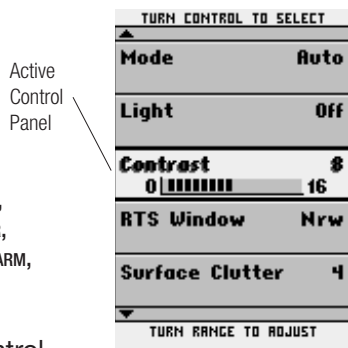 TURN CONTROL TO SELECT
Mode Auto
Light Off
Contrast 8
0 16
RTS Window Nrw
Surface Clutter 4
TURN RANGE TO ADJUST
Active
Control
Panel
ARM,